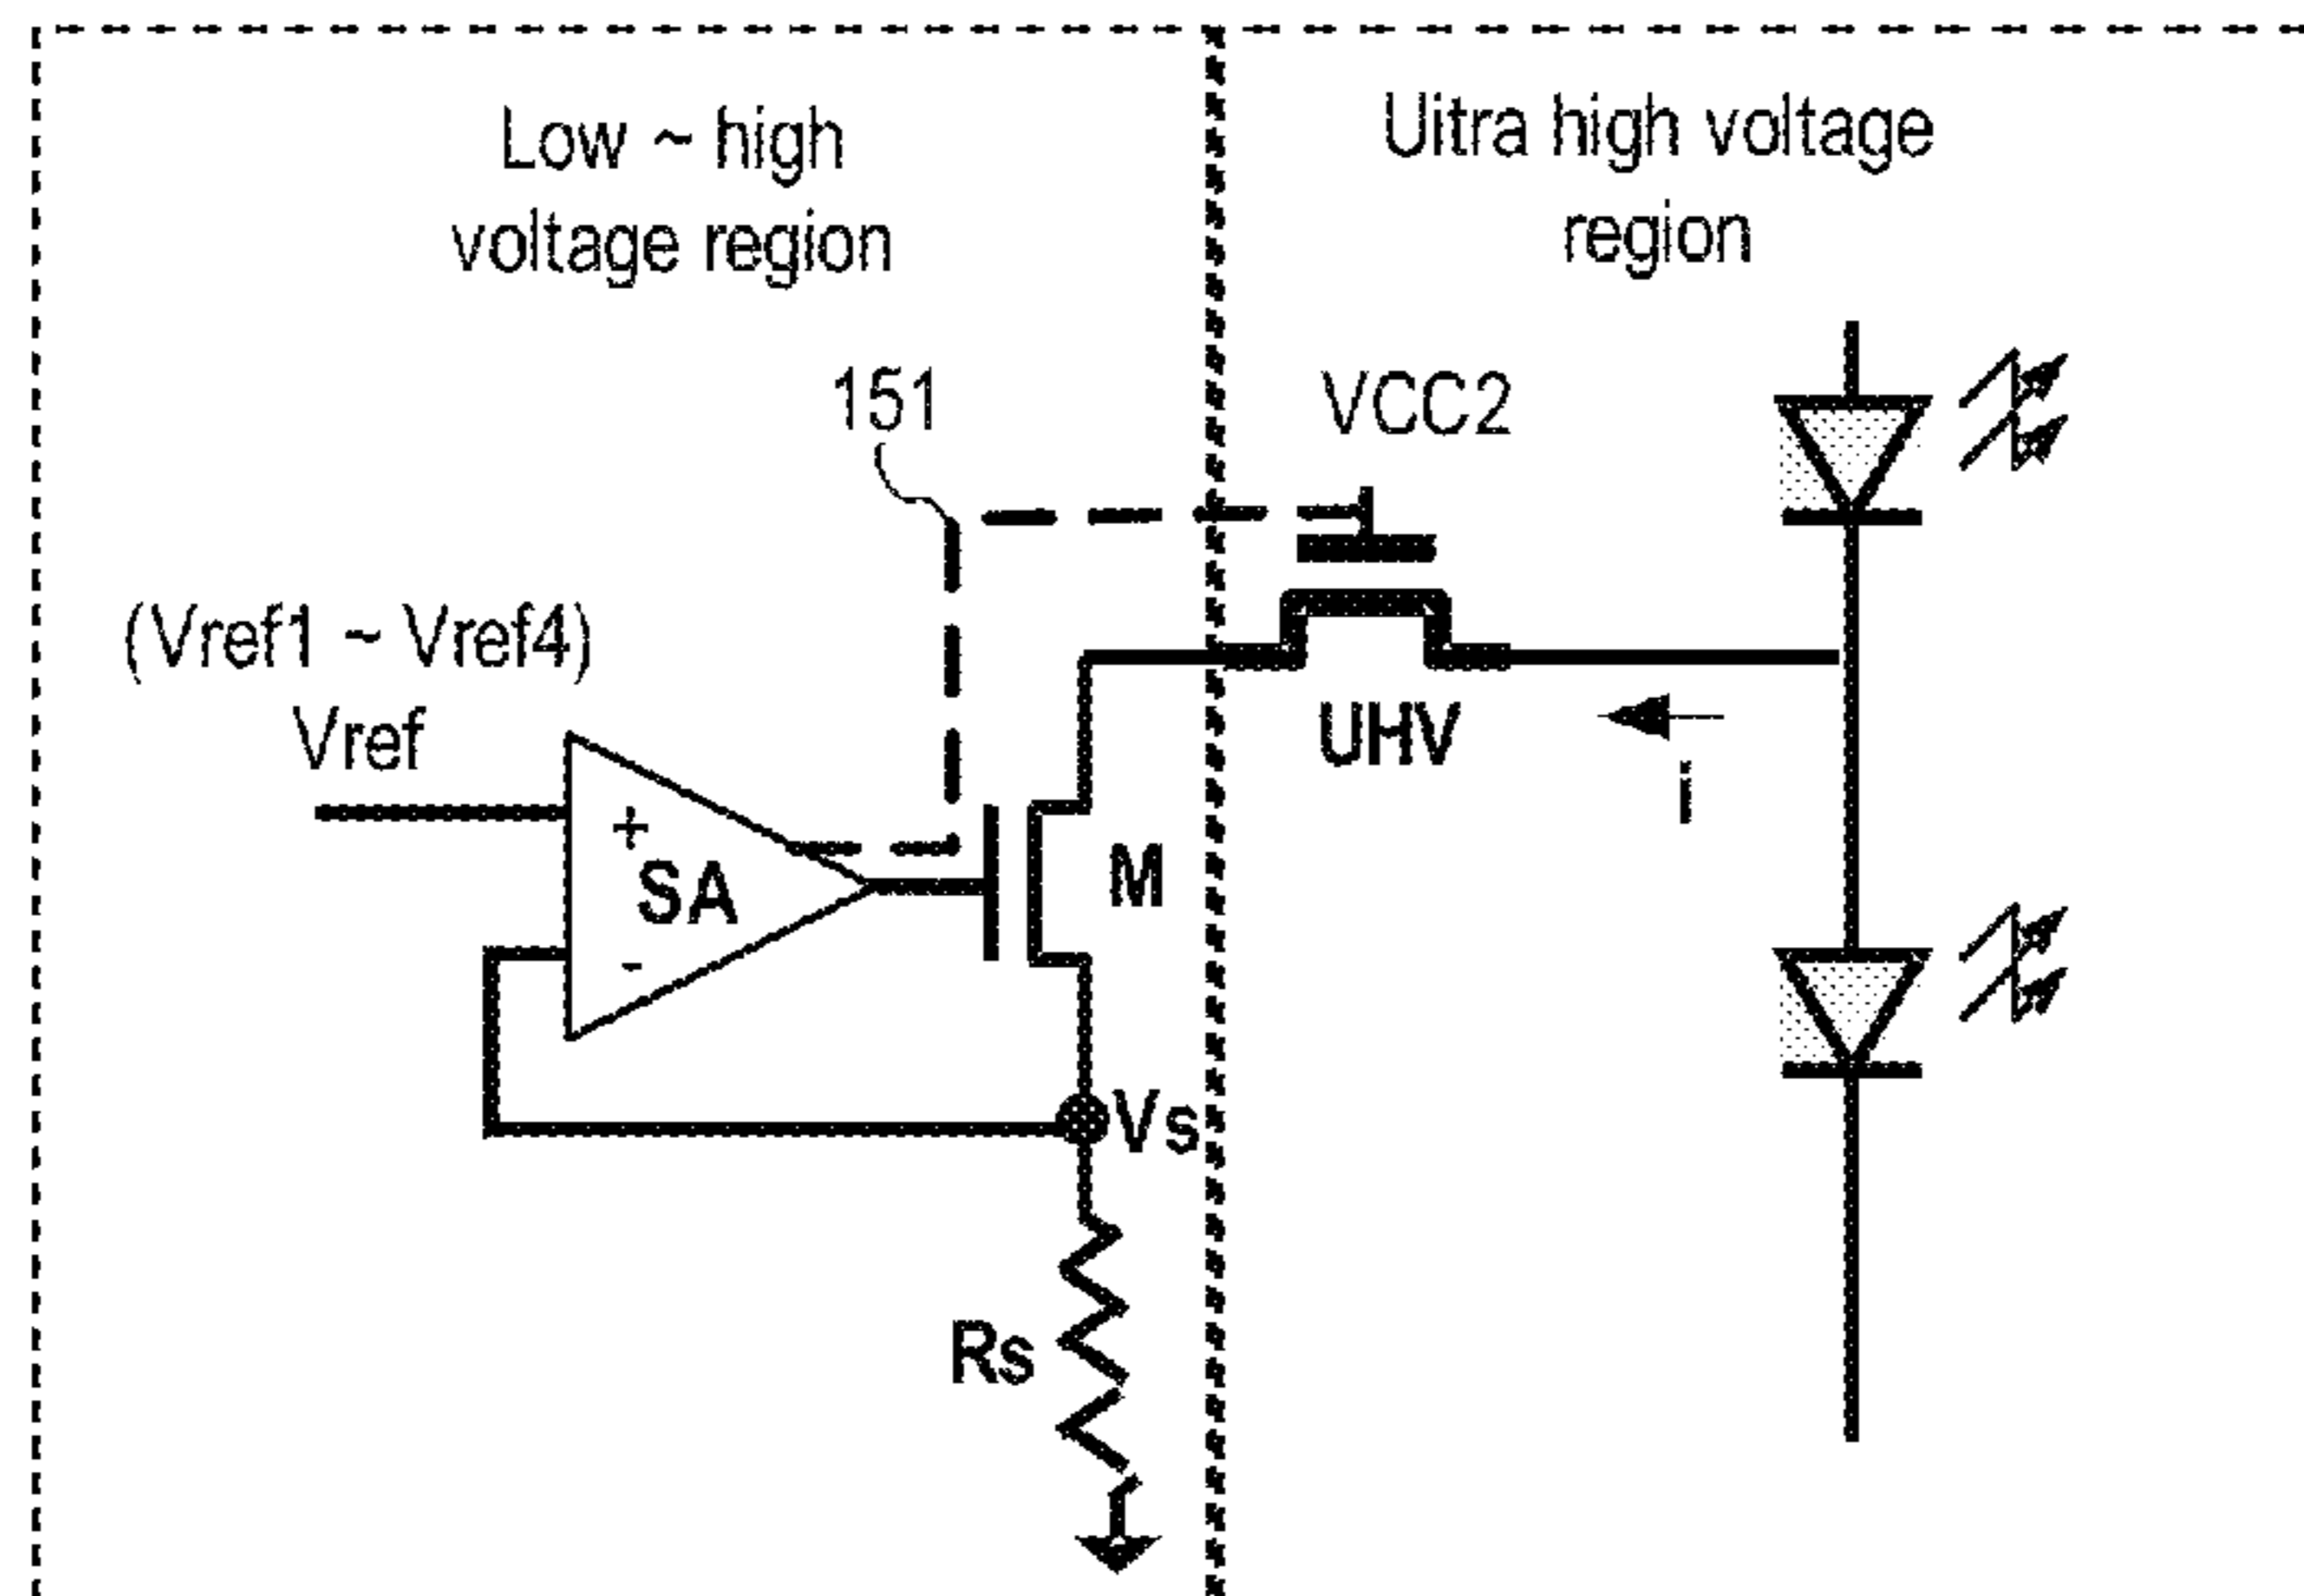 Low ~ high
voltage region
Uitra high voltage
region
151
VCC2
(Vref1 ~ Vref4)
Vref
UHV
i
+
SA
-
M
Vs
Rs